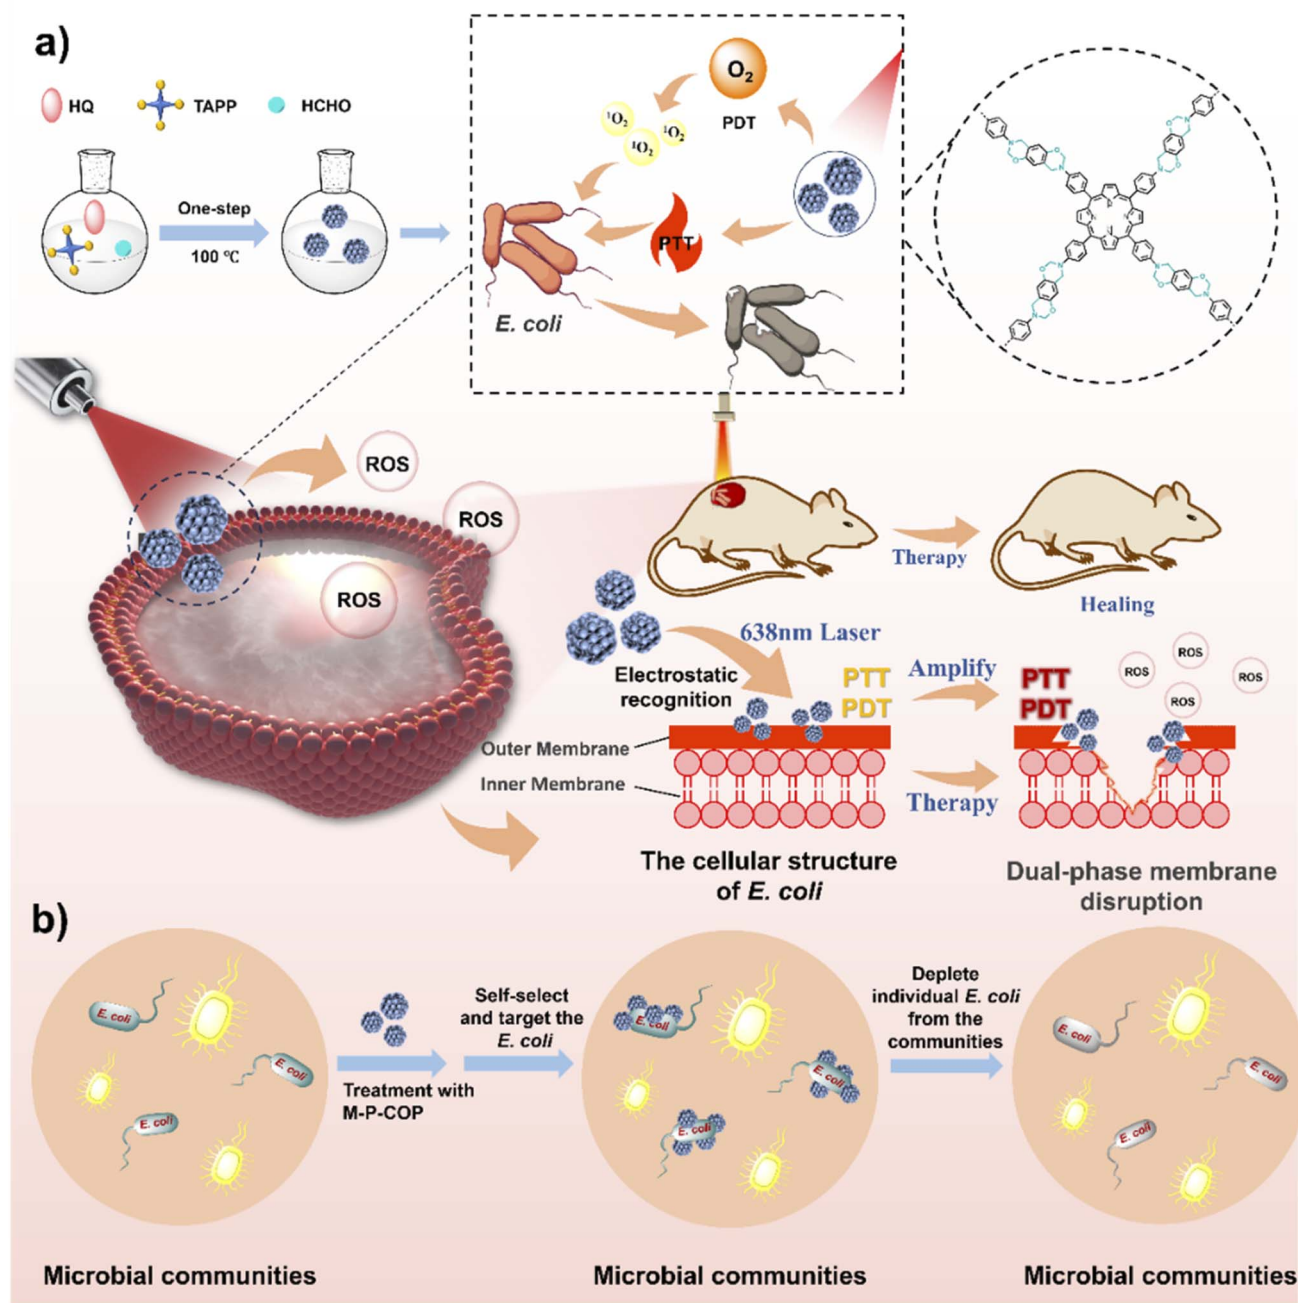 a)
HQ
TAPP
HCHO
One-step
100 °C
O2
PDT
1O2
1O2
1O2
PTT
E. coli
ROS
ROS
ROS
Therapy
Healing
638nm Laser
Electrostatic
recognition
PTT
PDT
Amplify
PTT
PDT
ROS
ROS
ROS
ROS
Outer Membrane
Inner Membrane
Therapy
The cellular structure
of E. coli
Dual-phase membrane
disruption
b)
E. coli
E. coli
E. coli
Treatment with
M-P-COP
Self-select
and target the
E. coli
E. coli
E. coli
E. coli
Deplete
individual E. coli
from the
communities
E. coli
E. coli
E. coli
Microbial communities
Microbial communities
Microbial communities